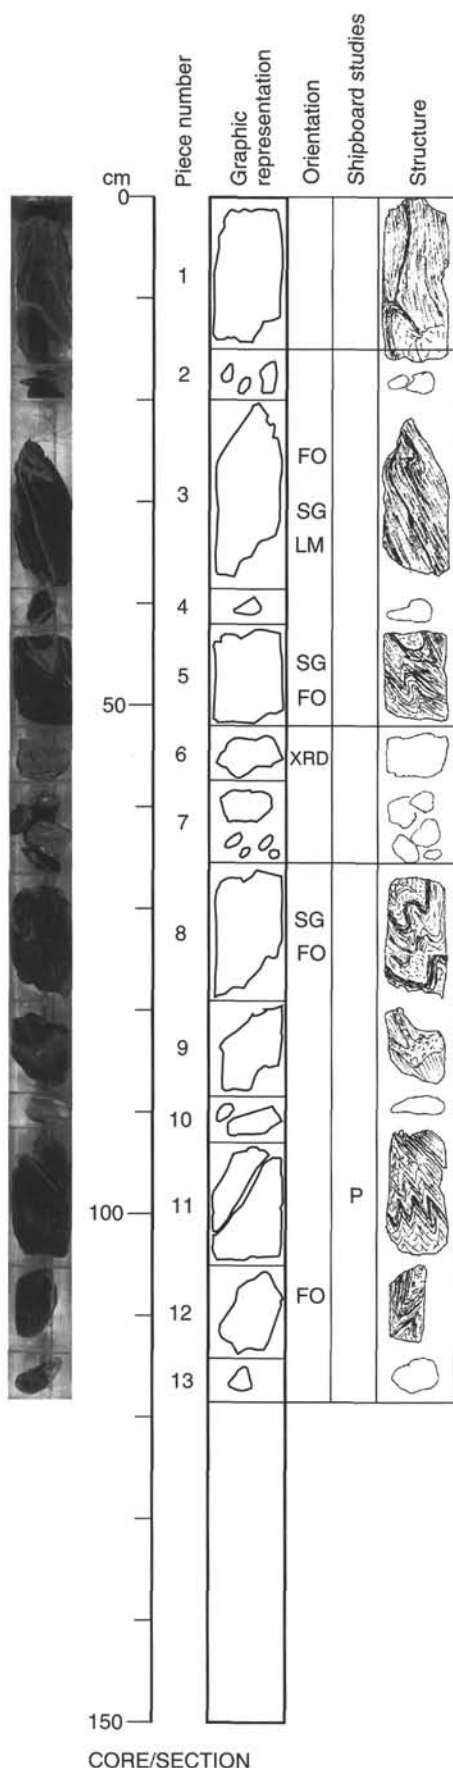 cm
Piece number
Graphic representation
Orientation
Shipboard studies
Structure
0
1
2
FO
3
SG
LM
4
SG
5
FO
50
6
XRD
7
SG
8
FO
9
10
100
11
P
12
FO
13
150
CORE/SECTION